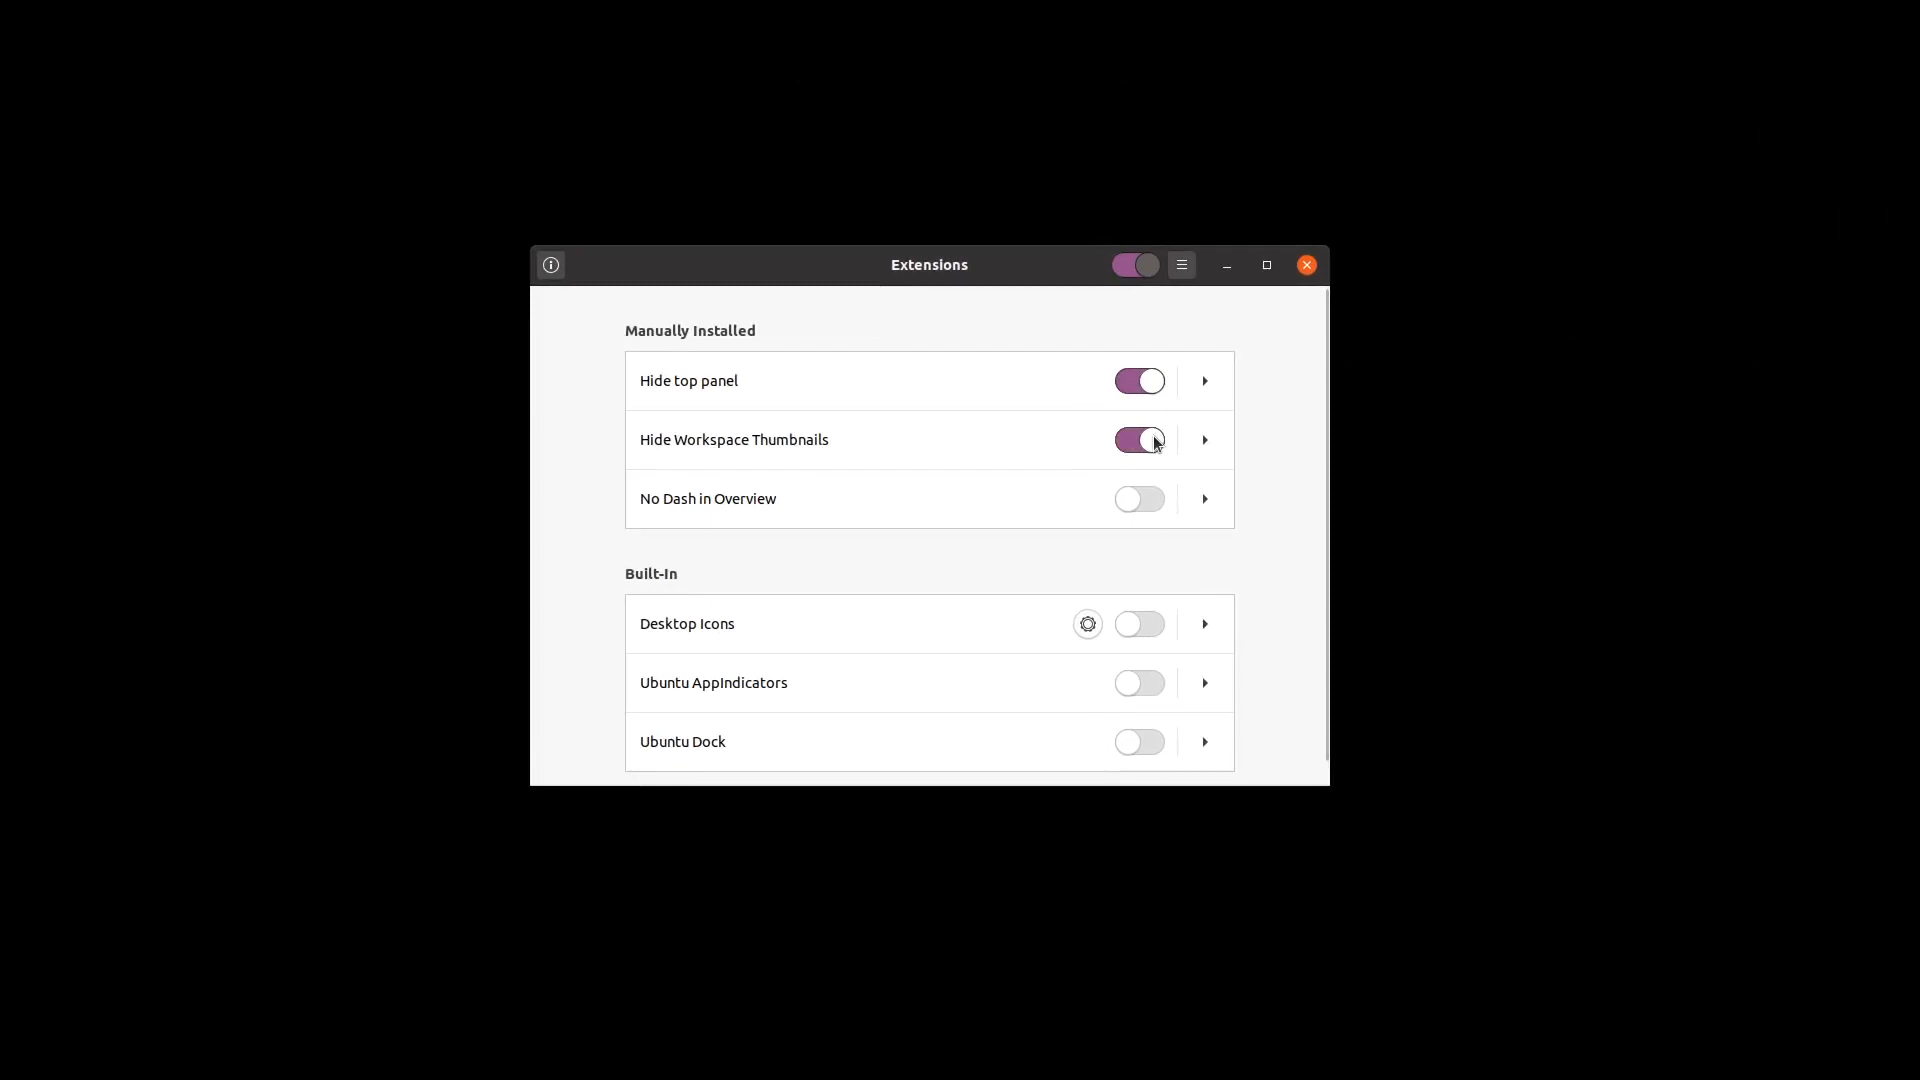 Extensions
Manually Installed
Hide top panel
Hide Workspace Thumbnails
No Dash in Overview
Built-In
Desktop Icons
Ubuntu AppIndicators
Ubuntu Dock